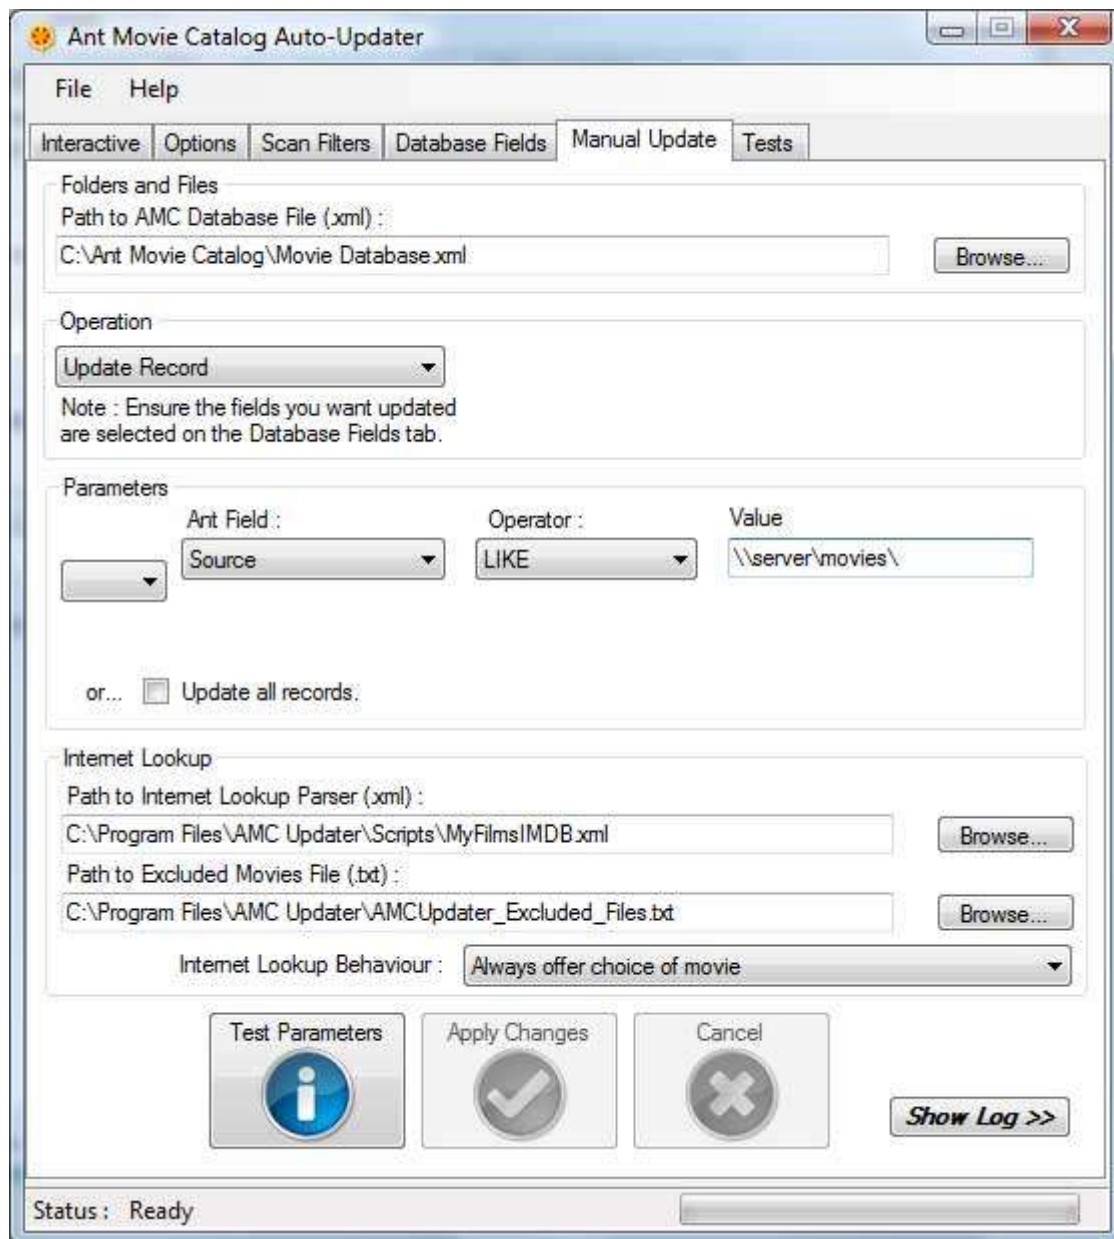 Ant Movie Catalog Auto-Updater
File Help
Interactive Options Scan Filters Database Fields Manual Update Tests
Folders and Files
Path to AMC Database File (.xml) :
C:\Ant Movie Catalog\Movie Database.xml Browse...
Operation
Update Record
Note : Ensure the fields you want updated
are selected on the Database Fields tab.
Parameters
Ant Field : Operator : Value
Source LIKE \\server\movies\
or... Update all records.
Internet Lookup
Path to Internet Lookup Parser (.xml) :
C:\Program Files\AMC Updater\Scripts\MyFilmsIMDB.xml Browse...
Path to Excluded Movies File (.txt) :
C:\Program Files\AMC Updater\AMCUpdater_Excluded_Files.txt Browse...
Internet Lookup Behaviour : Always offer choice of movie
Test Parameters Apply Changes Cancel
Show Log >>
Status : Ready